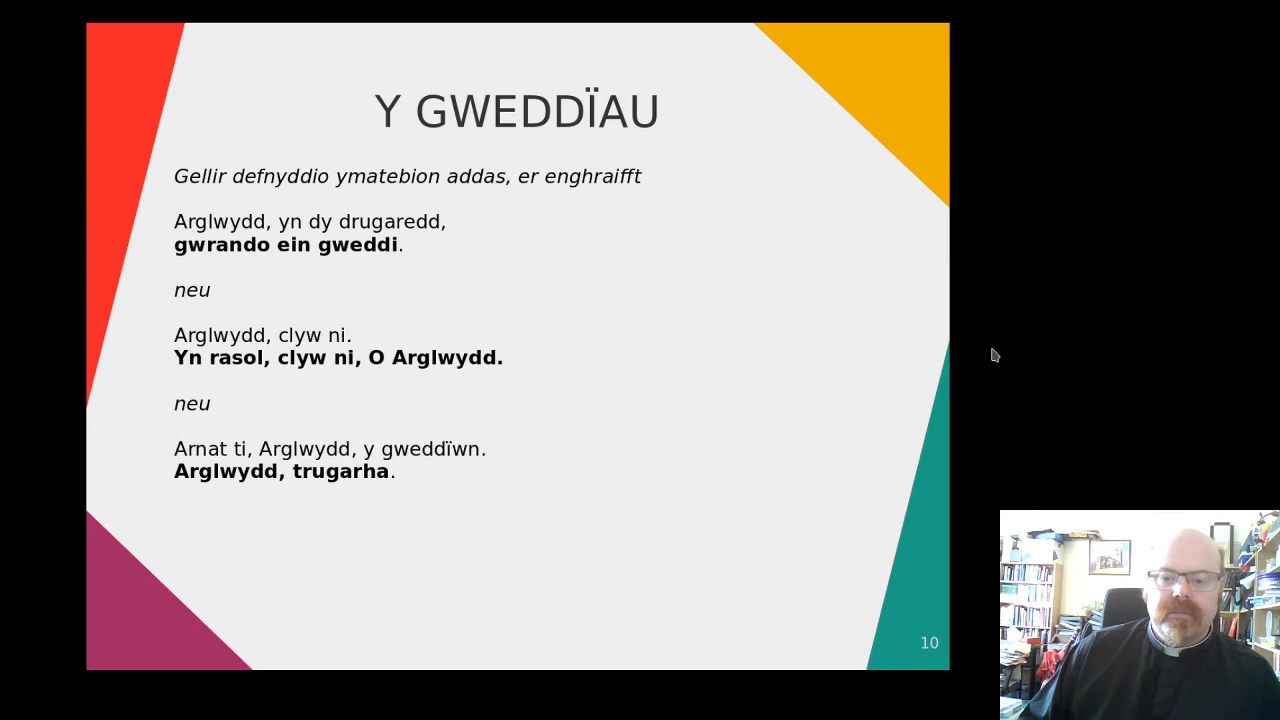 Y GWEDDÏAU
Gellir defnyddio ymatebion addas, er enghraifft
Arglwydd, yn dy drugaredd,
gwrando ein gweddi.
neu
Arglwydd, clyw ni.
Yn rasol, clyw ni, O Arglwydd.
neu
Arnat ti, Arglwydd, y gweddïwn.
Arglwydd, trugarha.
10